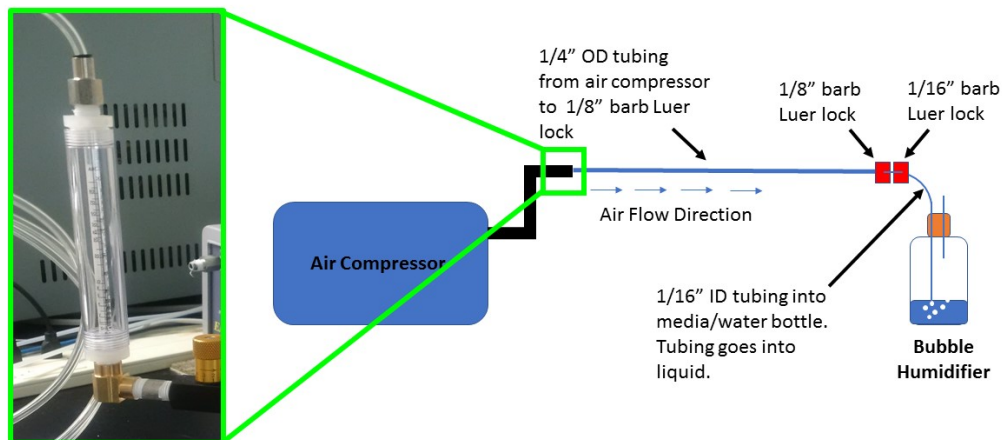 1/4” OD tubing
from air compressor
to 1/8” barb Luer
lock
1/8” barb
Luer lock
1/16” barb
Luer lock
Air Flow Direction
Air Compressor
1/16” ID tubing into
media/water bottle.
Tubing goes into
liquid.
Bubble
Humidifier